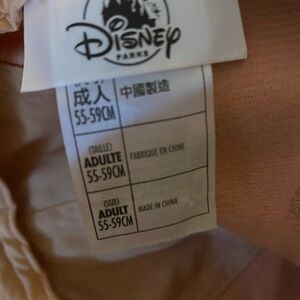 Disney
PARKS
成人
55-59CM
中國製造
(TAILLE)
ADULTE
55-59CM
FABRIQUE EN CHINE
(SIZE)
ADULT
55-59CM
MADE IN CHINA